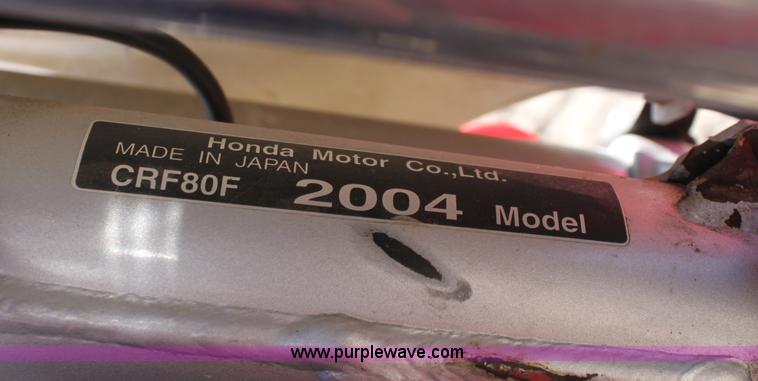 Honda Motor Co.,Ltd.
MADE IN JAPAN
CRF80F 2004 Model
www.purplewave.com